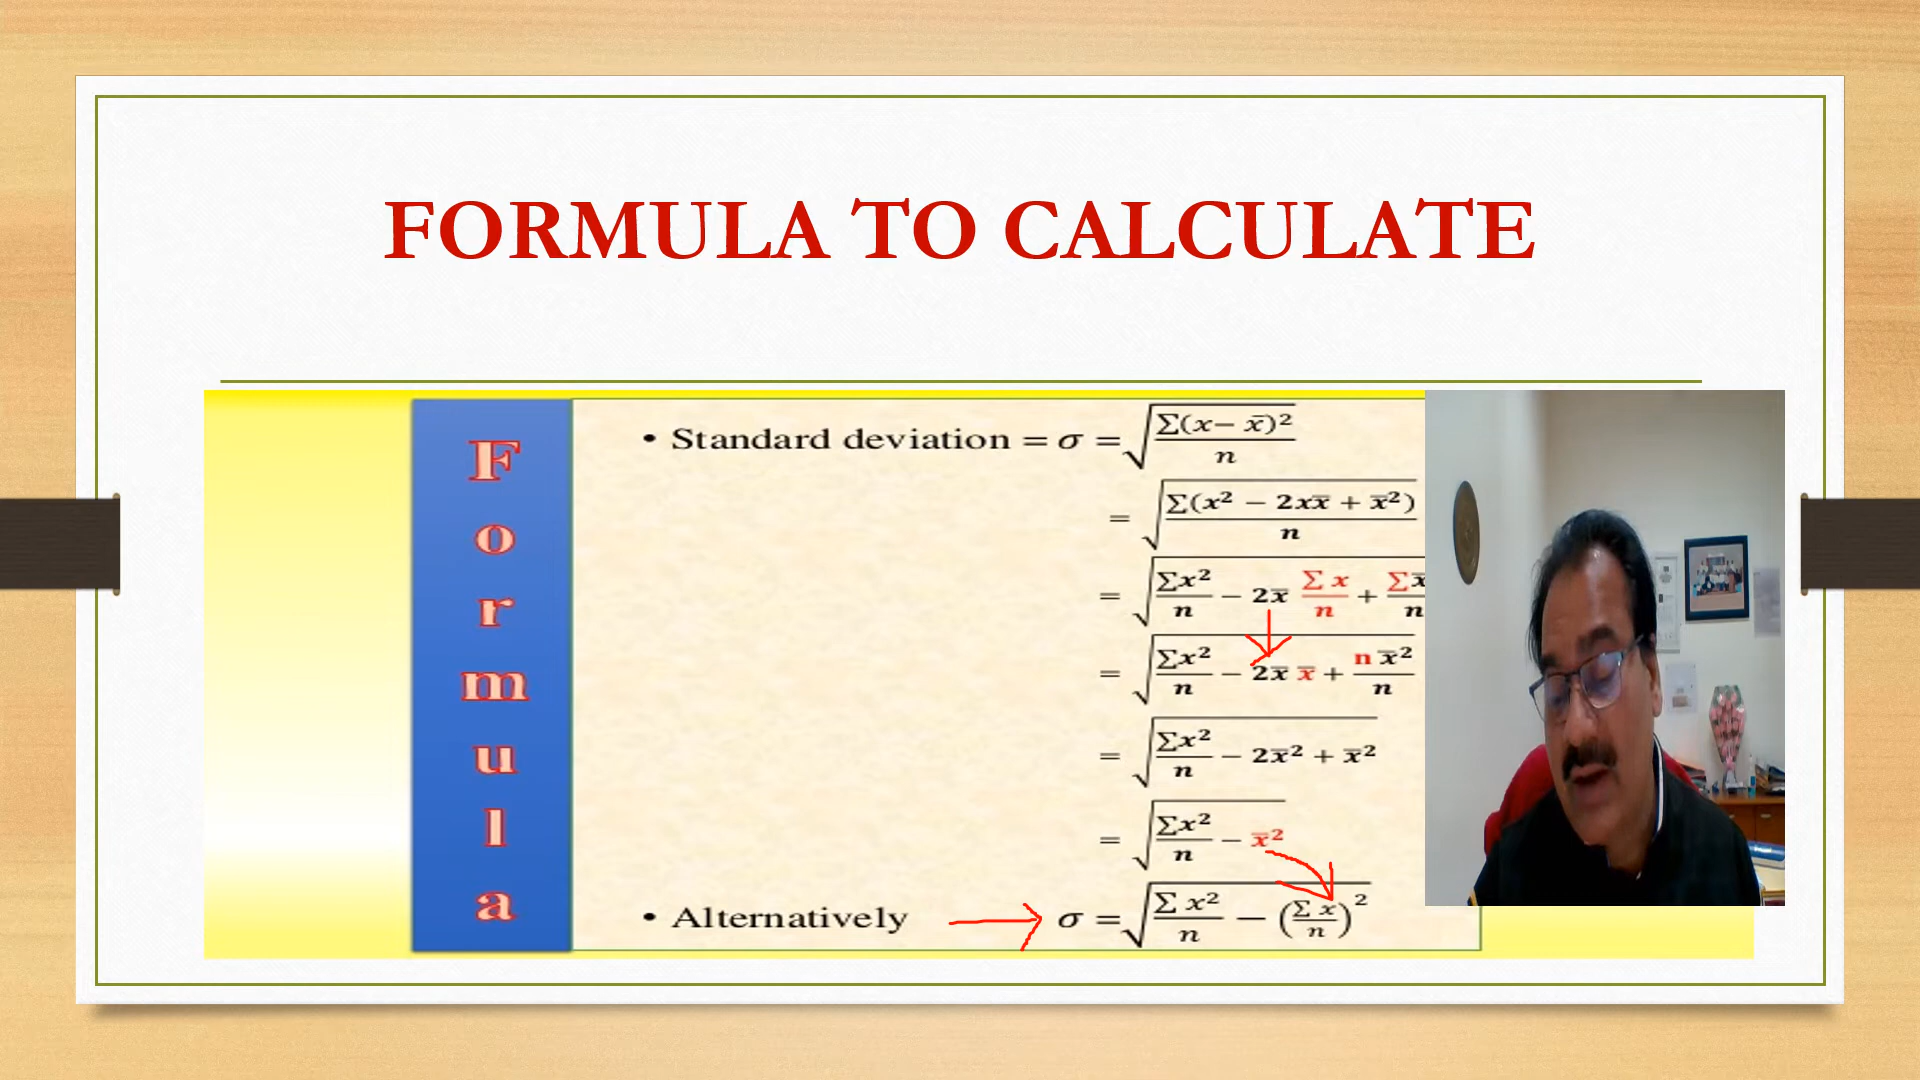 FORMULA TO CALCULATE
Formula
• Standard deviation = σ = √(Σ(x− x̄)²/n)
= √(Σ(x² − 2xx̄ + x̄²)/n)
= √(Σx²/n − 2x̄ Σx/n + Σx̄/n
= √(Σx²/n − 2x̄ x̄ + n x̄²/n)
= √(Σx²/n − 2x̄² + x̄²)
= √(Σx²/n − x̄²)
• Alternatively → σ = √(Σx²/n − (Σx/n)²)